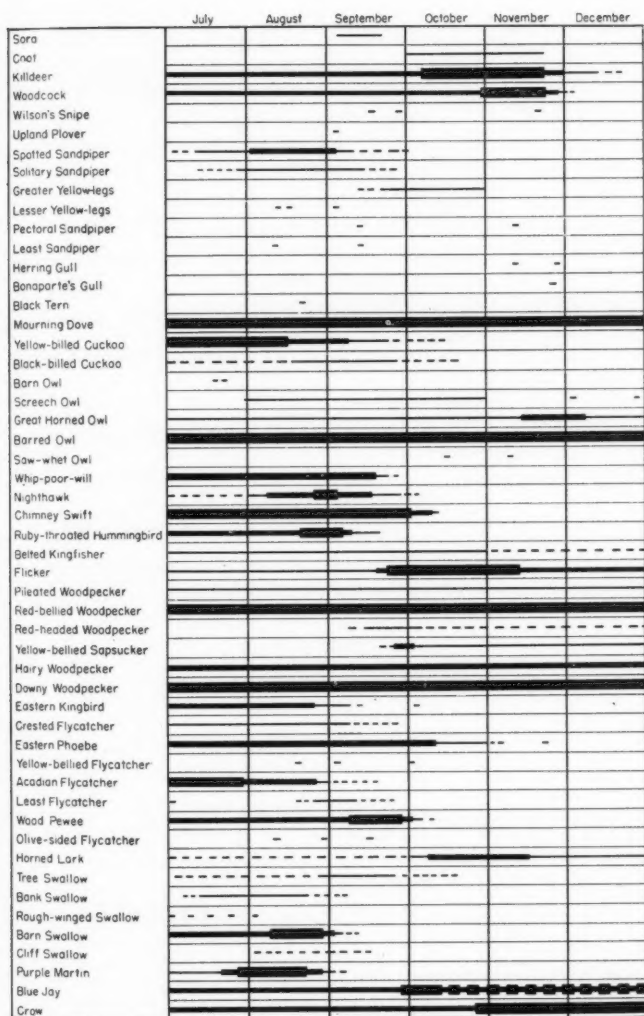 July August September October November December
Sora
Coot
Killdeer
Woodcock
Wilson's Snipe
Upland Plover
Spotted Sandpiper
Solitary Sandpiper
Greater Yellow-legs
Lesser Yellow-legs
Pectoral Sandpiper
Least Sandpiper
Herring Gull
Bonaparte's Gull
Black Tern
Mourning Dove
Yellow-billed Cuckoo
Black-billed Cuckoo
Barn Owl
Screech Owl
Great Horned Owl
Barred Owl
Saw-whet Owl
Whip-poor-will
Nighthawk
Chimney Swift
Ruby-throated Hummingbird
Belted Kingfisher
Flicker
Pileated Woodpecker
Red-bellied Woodpecker
Red-headed Woodpecker
Yellow-bellied Sapsucker
Hairy Woodpecker
Downy Woodpecker
Eastern Kingbird
Crested Flycatcher
Eastern Phoebe
Yellow-bellied Flycatcher
Acadian Flycatcher
Least Flycatcher
Wood Pewee
Olive-sided Flycatcher
Horned Lark
Tree Swallow
Bank Swallow
Rough-winged Swallow
Barn Swallow
Cliff Swallow
Purple Martin
Blue Jay
Crow